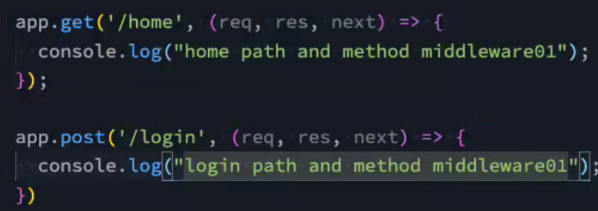 app.get('/home', (req, res, next) => {
  console.log("home path and method middleware01");
});

app.post('/login', (req, res, next) => {
  console.log("login path and method middleware01");
})